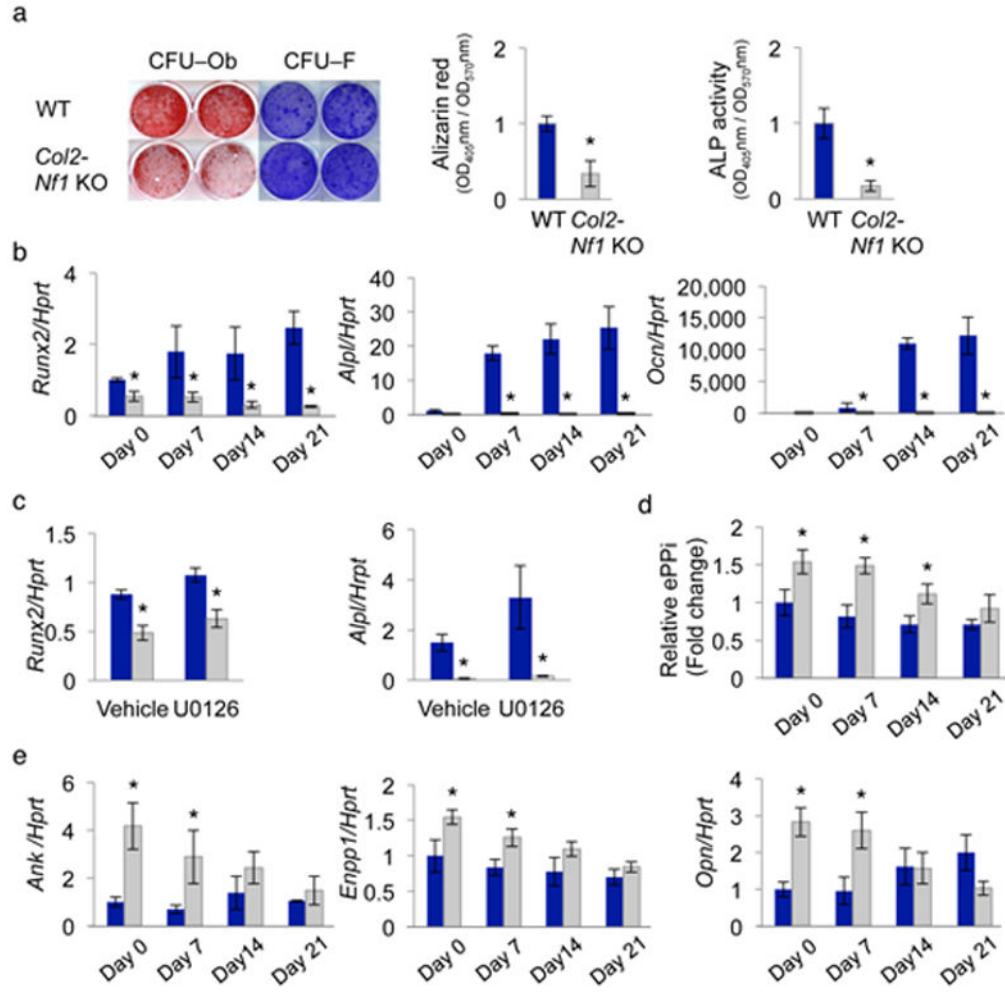 a
CFU–Ob CFU–F
WT
Col2-
Nf1 KO
Alizarin red
(OD405nm / OD570nm)
2
1
0
*
WT Col2-
Nf1 KO
ALP activity
(OD405nm / OD570nm)
2
1
0
*
WT Col2-
Nf1 KO
b
Runx2/Hprt
4
2
0
* * * *
Day 0 Day 7 Day14 Day 21
Alpl/Hprt
40
30
20
10
0
* * *
Day 0 Day 7 Day 14 Day 21
Ocn/Hprt
20,000
15,000
10,000
5,000
0
* * *
Day 0 Day 7 Day14 Day 21
c
Runx2/Hprt
1.5
1
0.5
0
* *
Vehicle U0126
Alpl/Hrpt
6
4
2
0
* *
Vehicle U0126
d
Relative ePPi
(Fold change)
2
1.5
1
0.5
0
* * *
Day 0 Day 7 Day14 Day 21
e
Ank /Hprt
6
4
2
0
* *
Day 0 Day 7 Day14 Day 21
Enpp1/Hprt
2
1.5
1
0.5
0
* *
Day 0 Day 7 Day 14 Day 21
Opn/Hprt
4
3
2
1
0
* *
Day 0 Day 7 Day 14 Day 21